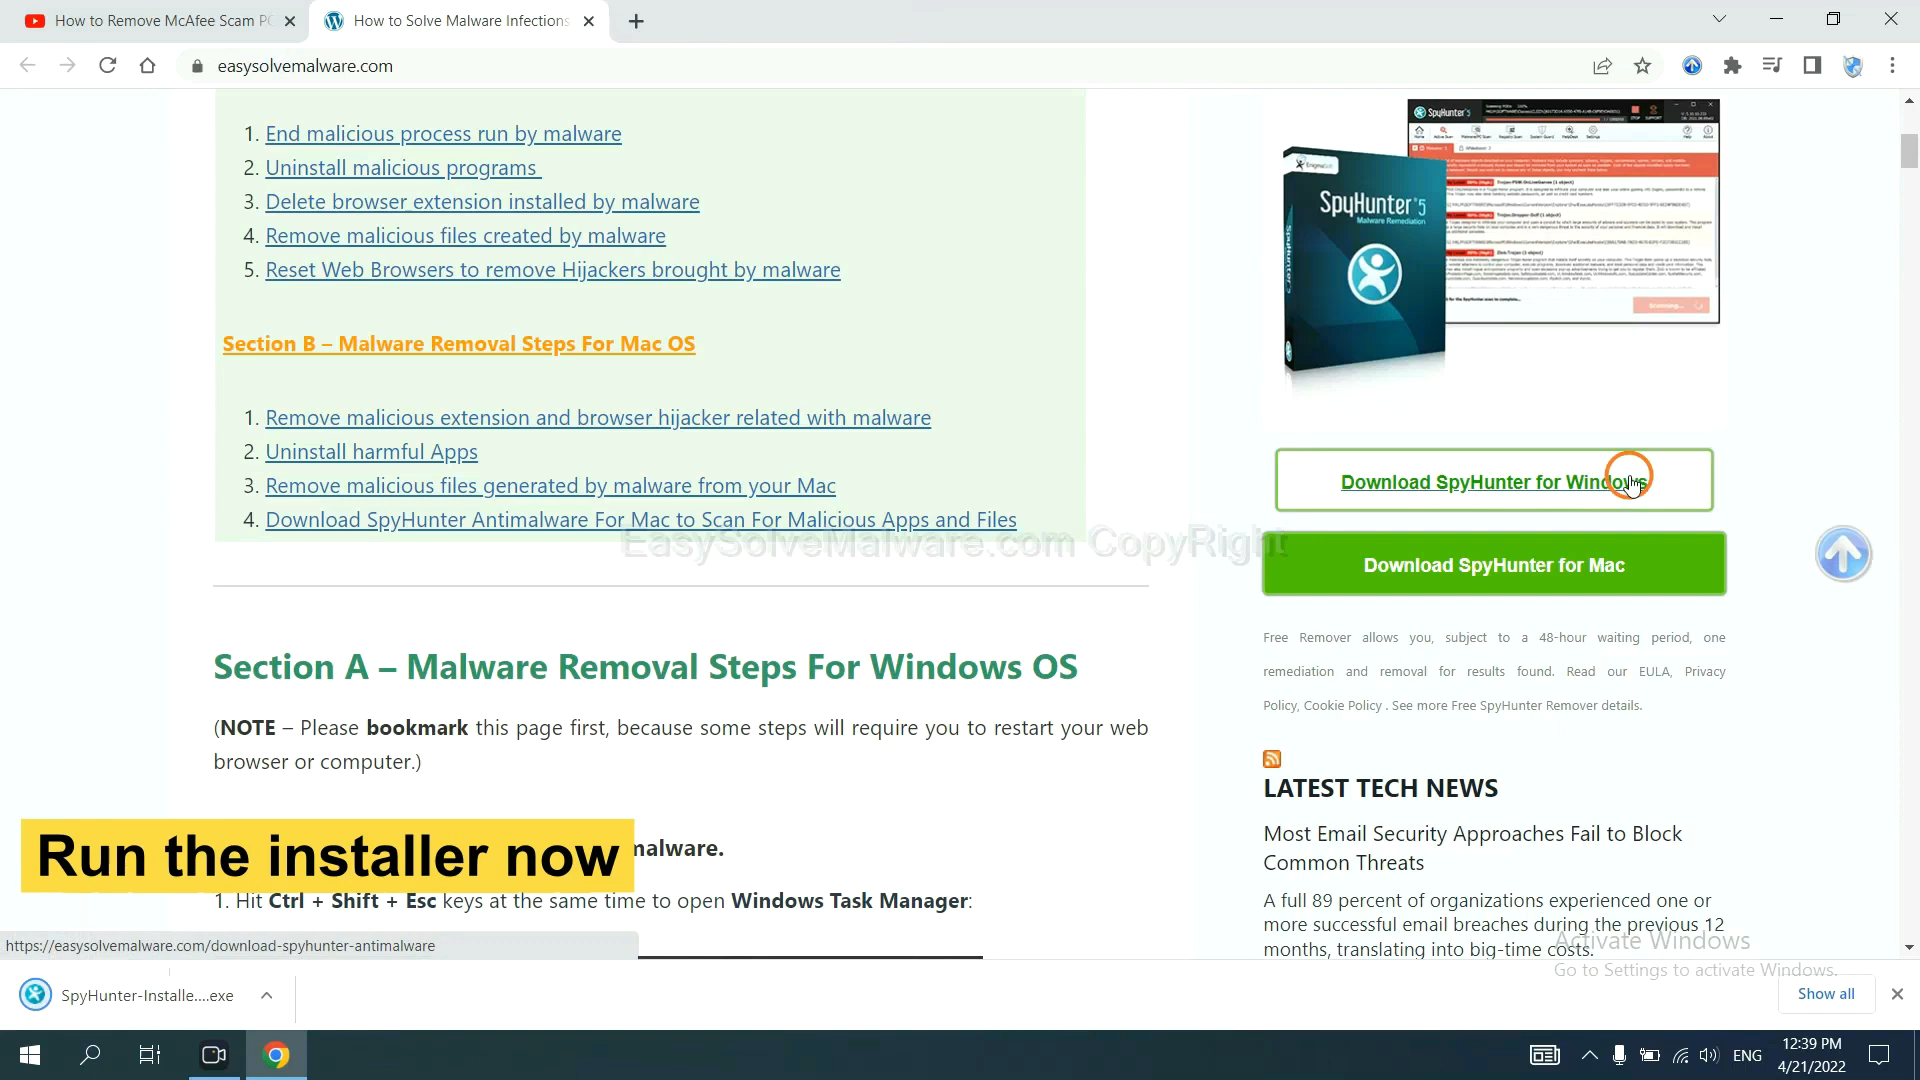 How to Remove McAfee Scam P
How to Solve Malware Infections
easysolvemalware.com
1. End malicious process run by malware
2. Uninstall malicious programs
3. Delete browser extension installed by malware
4. Remove malicious files created by malware
5. Reset Web Browsers to remove Hijackers brought by malware
Section B – Malware Removal Steps For Mac OS
1. Remove malicious extension and browser hijacker related with malware
2. Uninstall harmful Apps
3. Remove malicious files generated by malware from your Mac
4. Download SpyHunter Antimalware For Mac to Scan For Malicious Apps and Files
EasySolveMalware.com CopyRight
Section A – Malware Removal Steps For Windows OS
(NOTE – Please bookmark this page first, because some steps will require you to restart your web
browser or computer.)
Run the installer now
malware.
1. Hit Ctrl + Shift + Esc keys at the same time to open Windows Task Manager:
https://easysolvemalware.com/download-spyhunter-antimalware
SpyHunter 5
EnigmaSoft
SpyHunter 5
Malware Remediation
SpyHunter 5
Download SpyHunter for Windows
Download SpyHunter for Mac
Free Remover allows you, subject to a 48-hour waiting period, one
remediation and removal for results found. Read our EULA, Privacy
Policy, Cookie Policy . See more Free SpyHunter Remover details.
LATEST TECH NEWS
Most Email Security Approaches Fail to Block
Common Threats
A full 89 percent of organizations experienced one or
more successful email breaches during the previous 12
months, translating into big-time costs.
Activate Windows
Go to Settings to activate Windows.
SpyHunter-Installe....exe
Show all
ENG
12:39 PM
4/21/2022